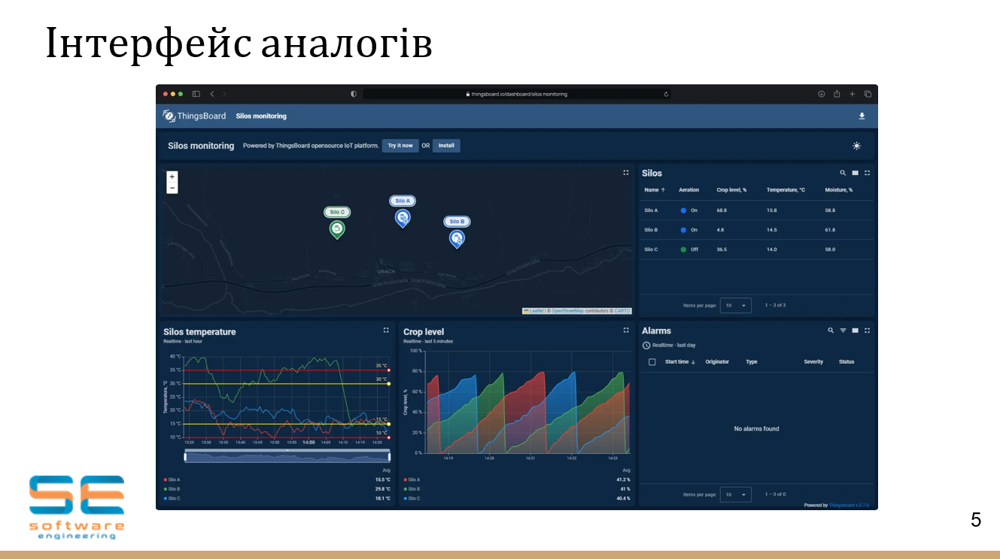 Інтерфейс аналогів
thingsboard.io/dashboard/silos monitoring
ThingsBoard Silos monitoring
Silos monitoring Powered by ThingsBoard opensource IoT platform. Try it now OR Install
+
−
Silo A
Silo C
Silo B
URACH
Urachtalstraße Urachtalstraße
Urachtalstraße
Leaflet | © OpenStreetMap contributors © CARTO
Silos
Name ↑ Aeration Crop level, % Temperature, °C Moisture, %
Silo A On 68.8 15.8 58.8
Silo B On 4.8 14.5 61.8
Silo C Off 36.5 14.0 58.0
Items per page: 10 1 – 3 of 3
Silos temperature
Realtime - last hour
Temperature, °C
40 °C
35 °C
30 °C
25 °C
20 °C
15 °C
10 °C
35 °C
30 °C
15 °C
10 °C
13:25 13:30 13:35 13:40 13:45 13:50 13:55 14:00 14:05 14:10 14:15 14:20
Avg
Silo A 15.5 °C
Silo B 29.8 °C
Silo C 18.1 °C
Crop level
Realtime - last 5 minutes
Crop level, %
100 %
80 %
60 %
40 %
20 %
0 %
14:19 14:20 14:21 14:22 14:23
Avg
Silo A 41.2 %
Silo B 41 %
Silo C 40.4 %
Alarms
Realtime - last day
Start time ↓ Originator Type Severity Status
No alarms found
Items per page: 10 1 – 0 of 0
Powered by Thingsboard v.3.7.0
SE
software
engineering
5